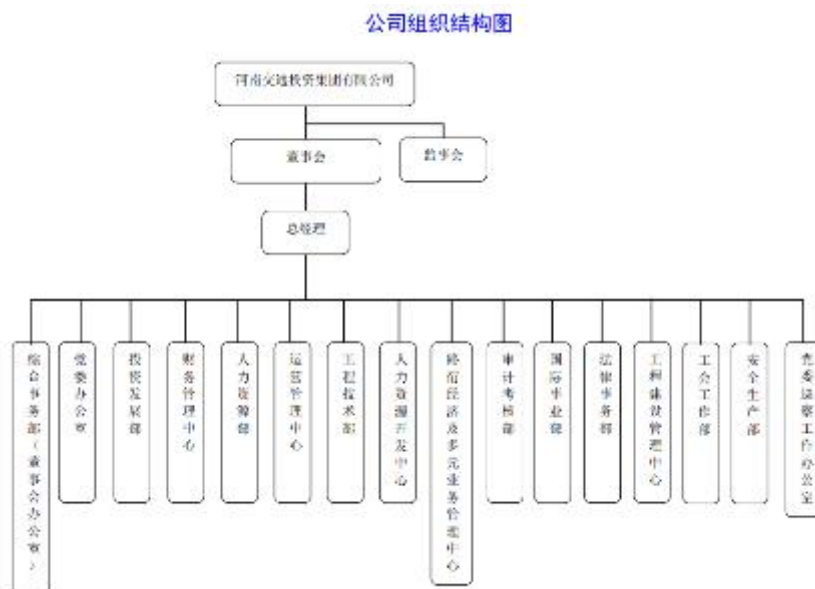 公司组织结构图
河南交通投资集团有限公司
董事会
监事会
总经理
综合事务部（董事会办公室）
党委办公室
投资发展部
财务管理中心
人力资源部
运营管理中心
工程技术部
人力资源开发中心
路衍经济及多元业务管理中心
审计考核部
国际事业部
法律事务部
工程建设管理中心
工会工作部
安全生产部
党委巡察工作办公室